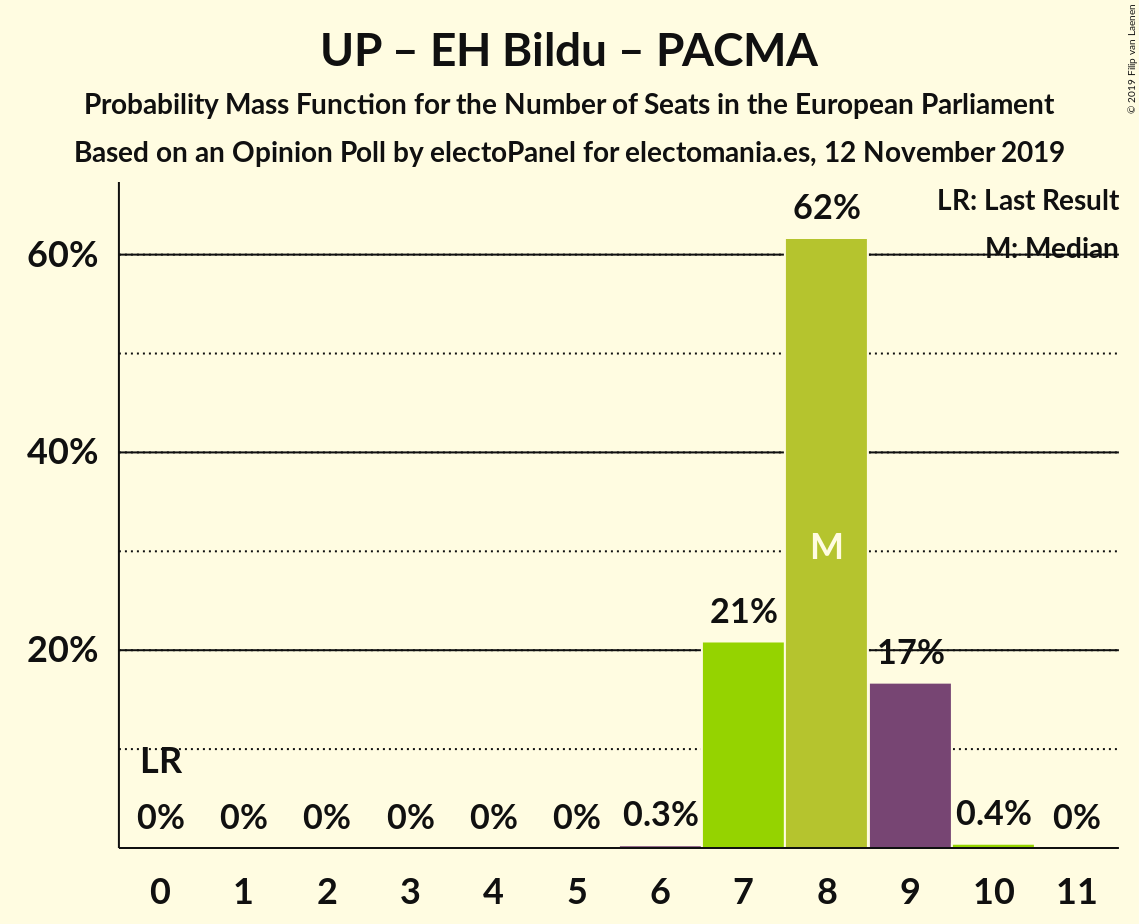 UP – EH Bildu – PACMA
Probability Mass Function for the Number of Seats in the European Parliament
Based on an Opinion Poll by electoPanel for electomania.es, 12 November 2019
© 2019 Filip van Laenen
LR: Last Result
M: Median
60%
40%
20%
62%
M
21%
17%
LR
0% 0% 0% 0% 0% 0% 0.3% 0.4% 0%
0 1 2 3 4 5 6 7 8 9 10 11